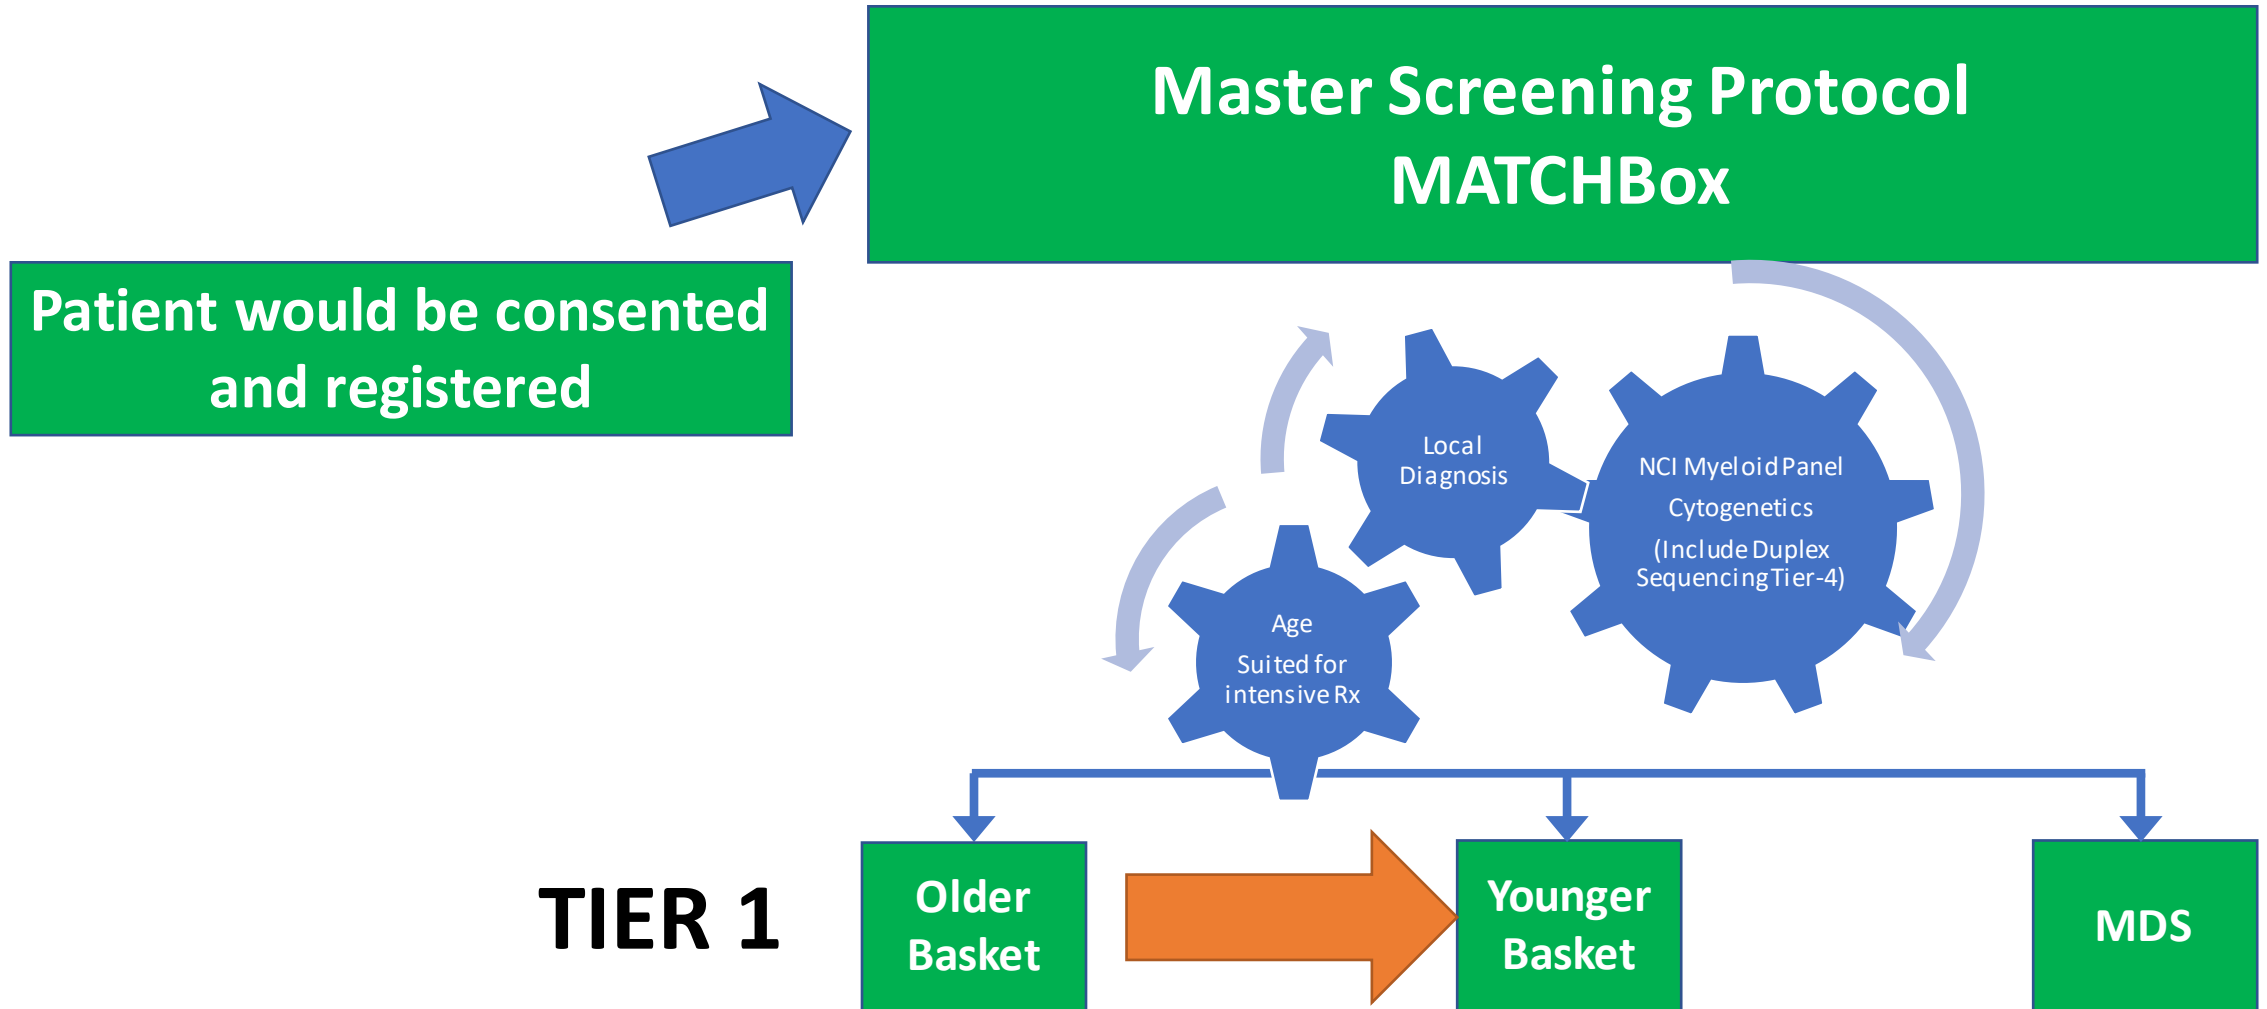 Master Screening Protocol
MATCHBox
Patient would be consented
and registered
Local
Diagnosis
NCI Myeloid Panel
Cytogenetics
(Include Duplex
Sequencing Tier-4)
Age
Suited for
intensive Rx
TIER 1
Older
Basket
Younger
Basket
MDS